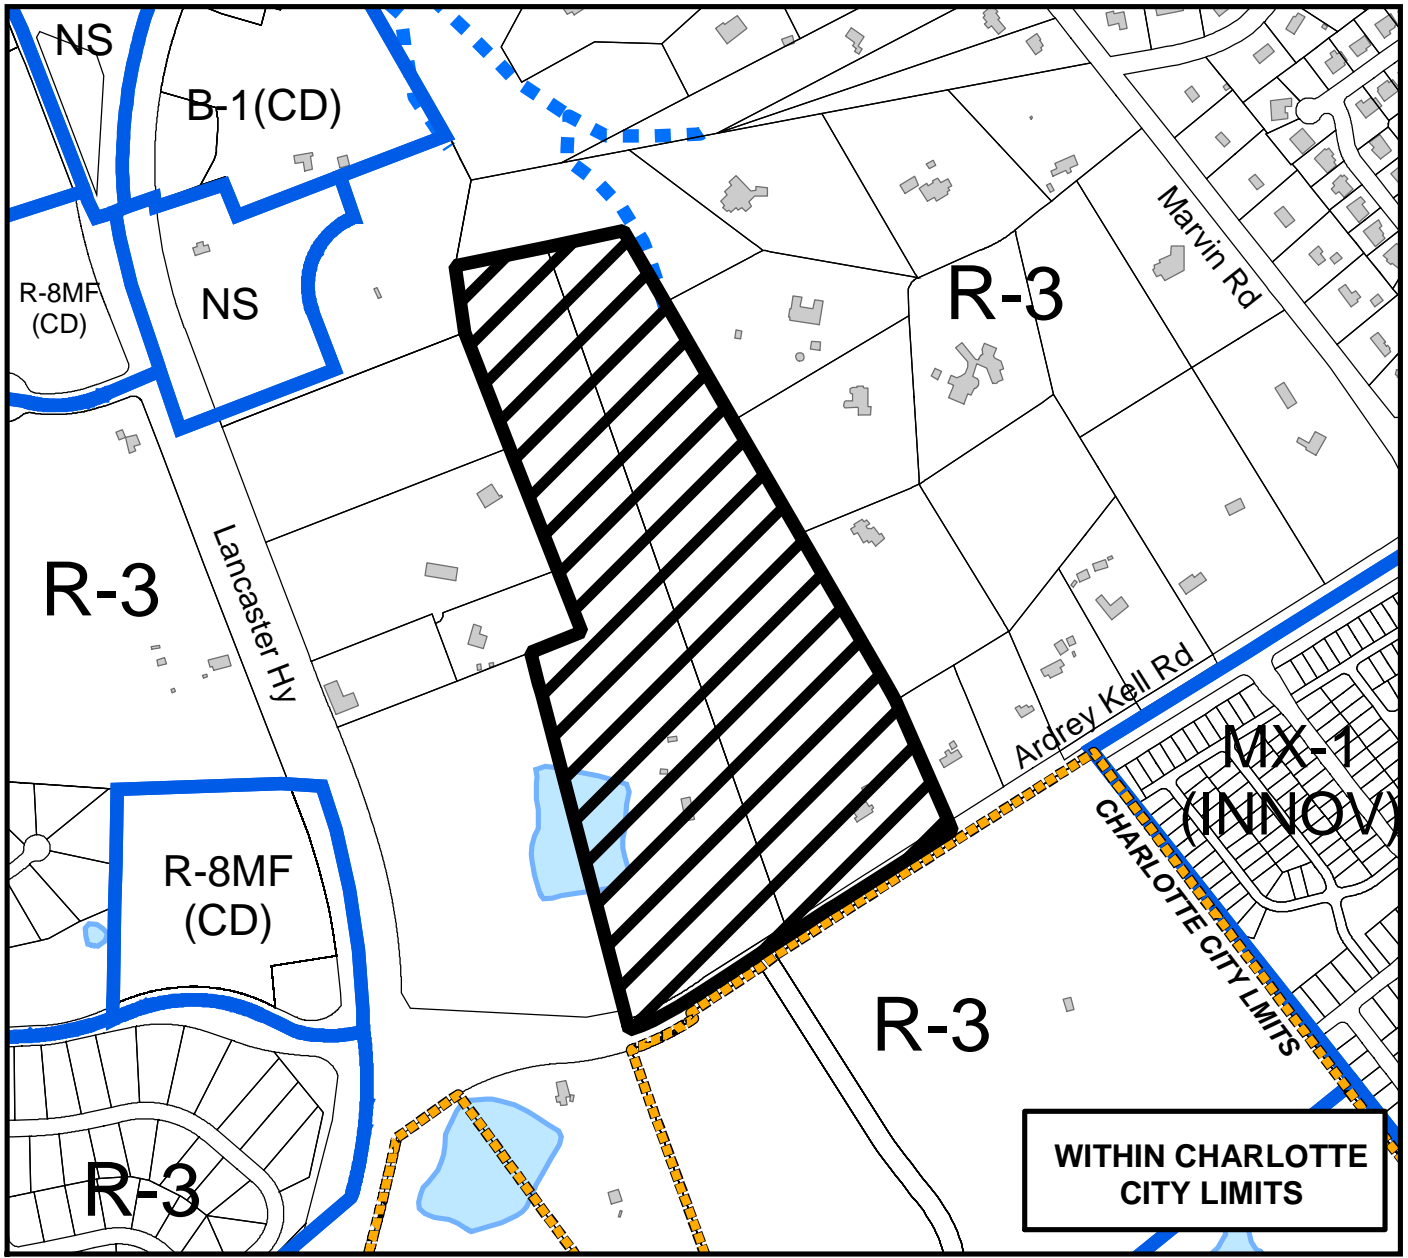 NS
B-1(CD)
R-8MF
(CD)
NS
Marvin Rd
R-3
R-3
Lancaster Hy
Ardrey Kell Rd
MX-1
(INNOV)
CHARLOTTE CITY LIMITS
R-8MF
(CD)
R-3
R-3
WITHIN CHARLOTTE
CITY LIMITS